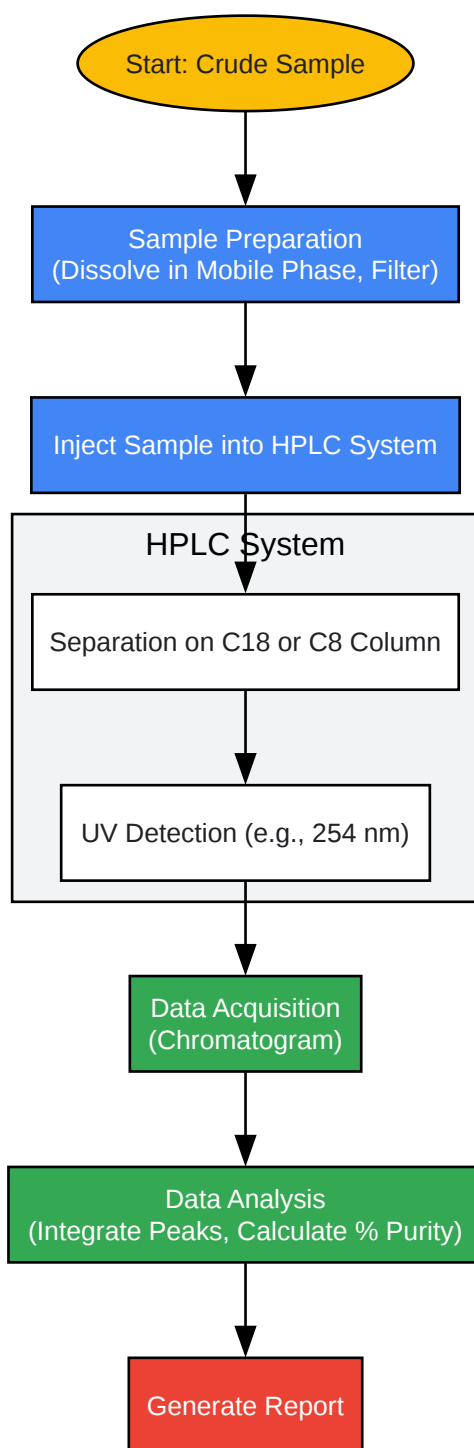 Start: Crude Sample
Sample Preparation
(Dissolve in Mobile Phase, Filter)
Inject Sample into HPLC System
HPLC System
Separation on C18 or C8 Column
UV Detection (e.g., 254 nm)
Data Acquisition
(Chromatogram)
Data Analysis
(Integrate Peaks, Calculate % Purity)
Generate Report